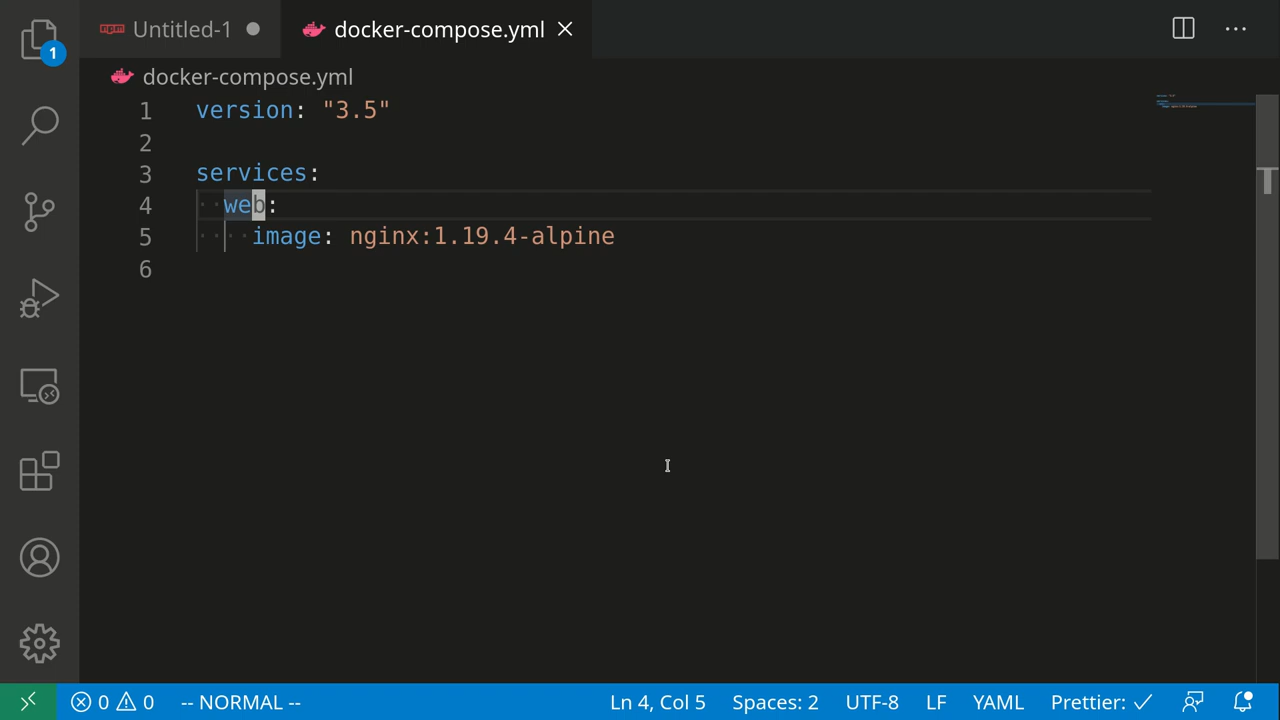 Untitled-1
docker-compose.yml
1
docker-compose.yml
1 version: "3.5"
2
3 services:
4 web:
5 image: nginx:1.19.4-alpine
6
0 0 -- NORMAL -- Ln 4, Col 5 Spaces: 2 UTF-8 LF YAML Prettier: